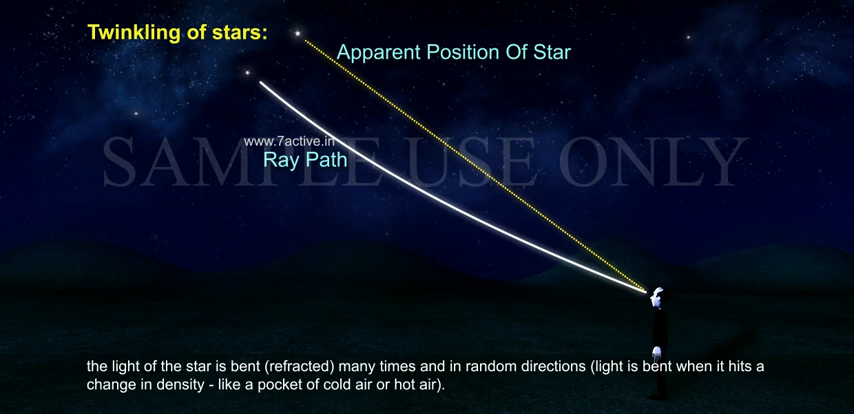 Twinkling of stars:
Apparent Position Of Star
www.7active.in
SAMPLE USE ONLY
Ray Path
the light of the star is bent (refracted) many times and in random directions (light is bent when it hits a
change in density - like a pocket of cold air or hot air).